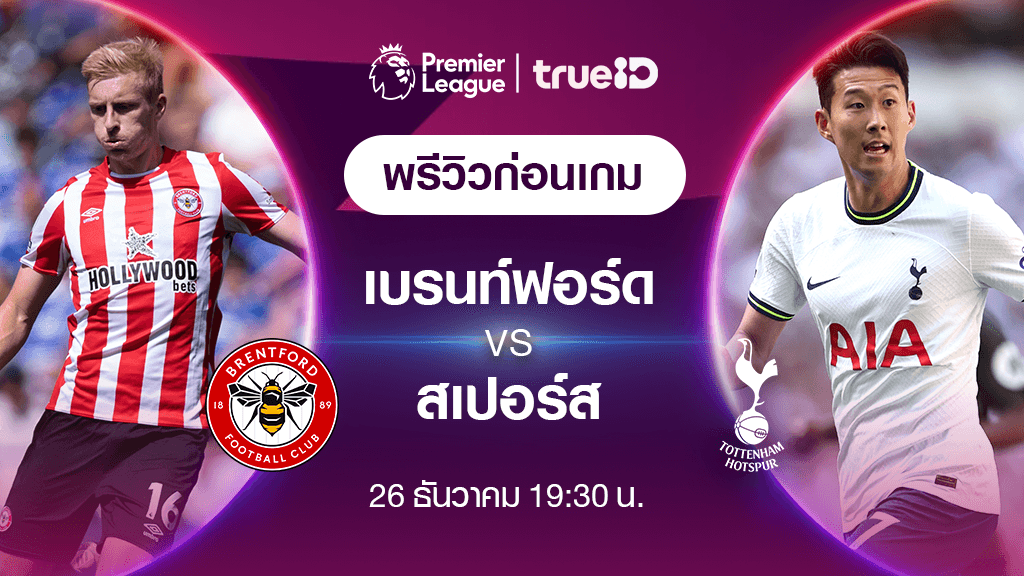 Premier
League
trueID
พรีวิวก่อนเกม
เบรนท์ฟอร์ด
VS
สเปอร์ส
26 ธันวาคม 19:30 น.
umbro
HOLLYWOOD
bets
16
BRENTFORD
18 89
FOOTBALL CLUB
AIA
TOTTENHAM
HOTSPUR
7